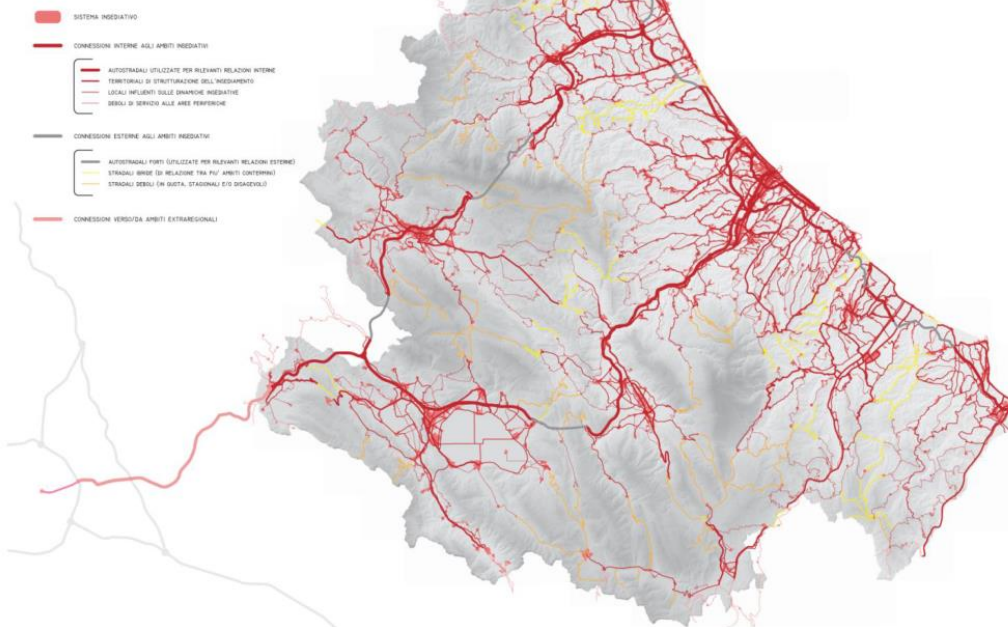 SISTEMA INSEDIATIVO
CONNESSIONI INTERNE AGLI AMBITI INSEDIATIVI
AUTOSTRADALI UTILIZZATE PER RILEVANTI RELAZIONI INTERNE
TERRITORIALI DI STRUTTURAZIONE DELL'INSEDIAMENTO
LOCALI INFLUENTI SULLE DINAMICHE INSEDIATIVE
DEBOLI DI SERVIZIO ALLE AREE PERIFERICHE
CONNESSIONI ESTERNE AGLI AMBITI INSEDIATIVI
AUTOSTRADALI FORTI (UTILIZZATE PER RILEVANTI RELAZIONI ESTERNE)
STRADALI IBRIDE (DI RELAZIONE TRA PIU' AMBITI CONTERMINI)
STRADALI DEBOLI (IN QUOTA, STAGIONALI E/O DISAGEVOLI)
CONNESSIONI VERSO/DA AMBITI EXTRAREGIONALI